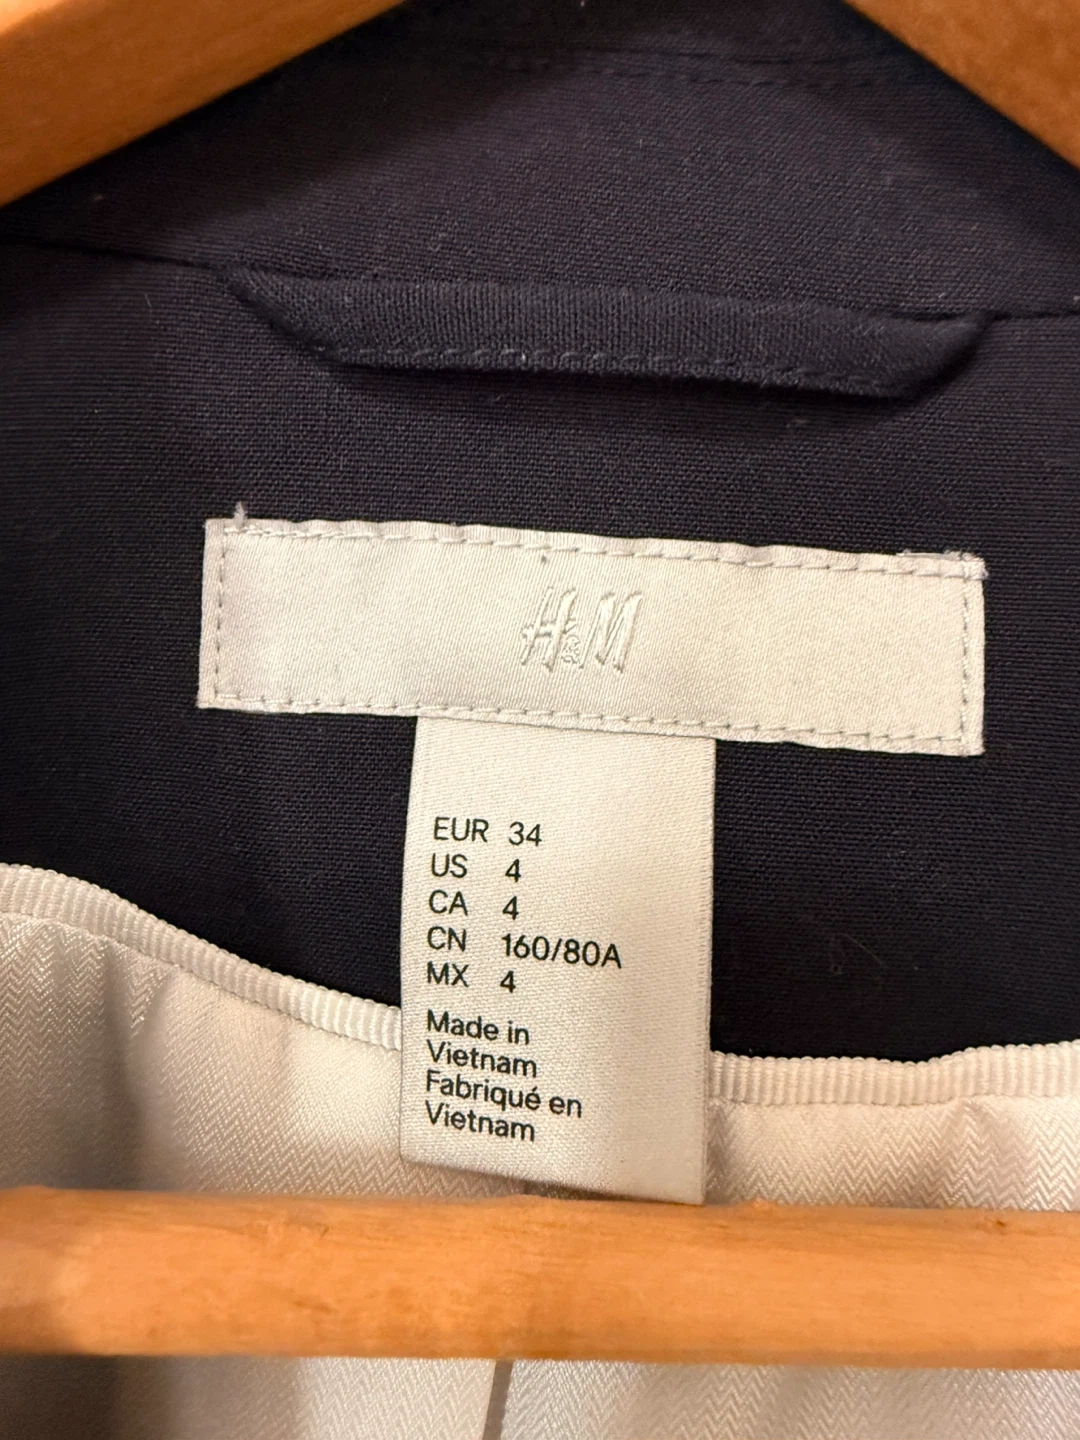 H&M
EUR 34
US 4
CA 4
CN 160/80A
MX 4
Made in
Vietnam
Fabriqué en
Vietnam